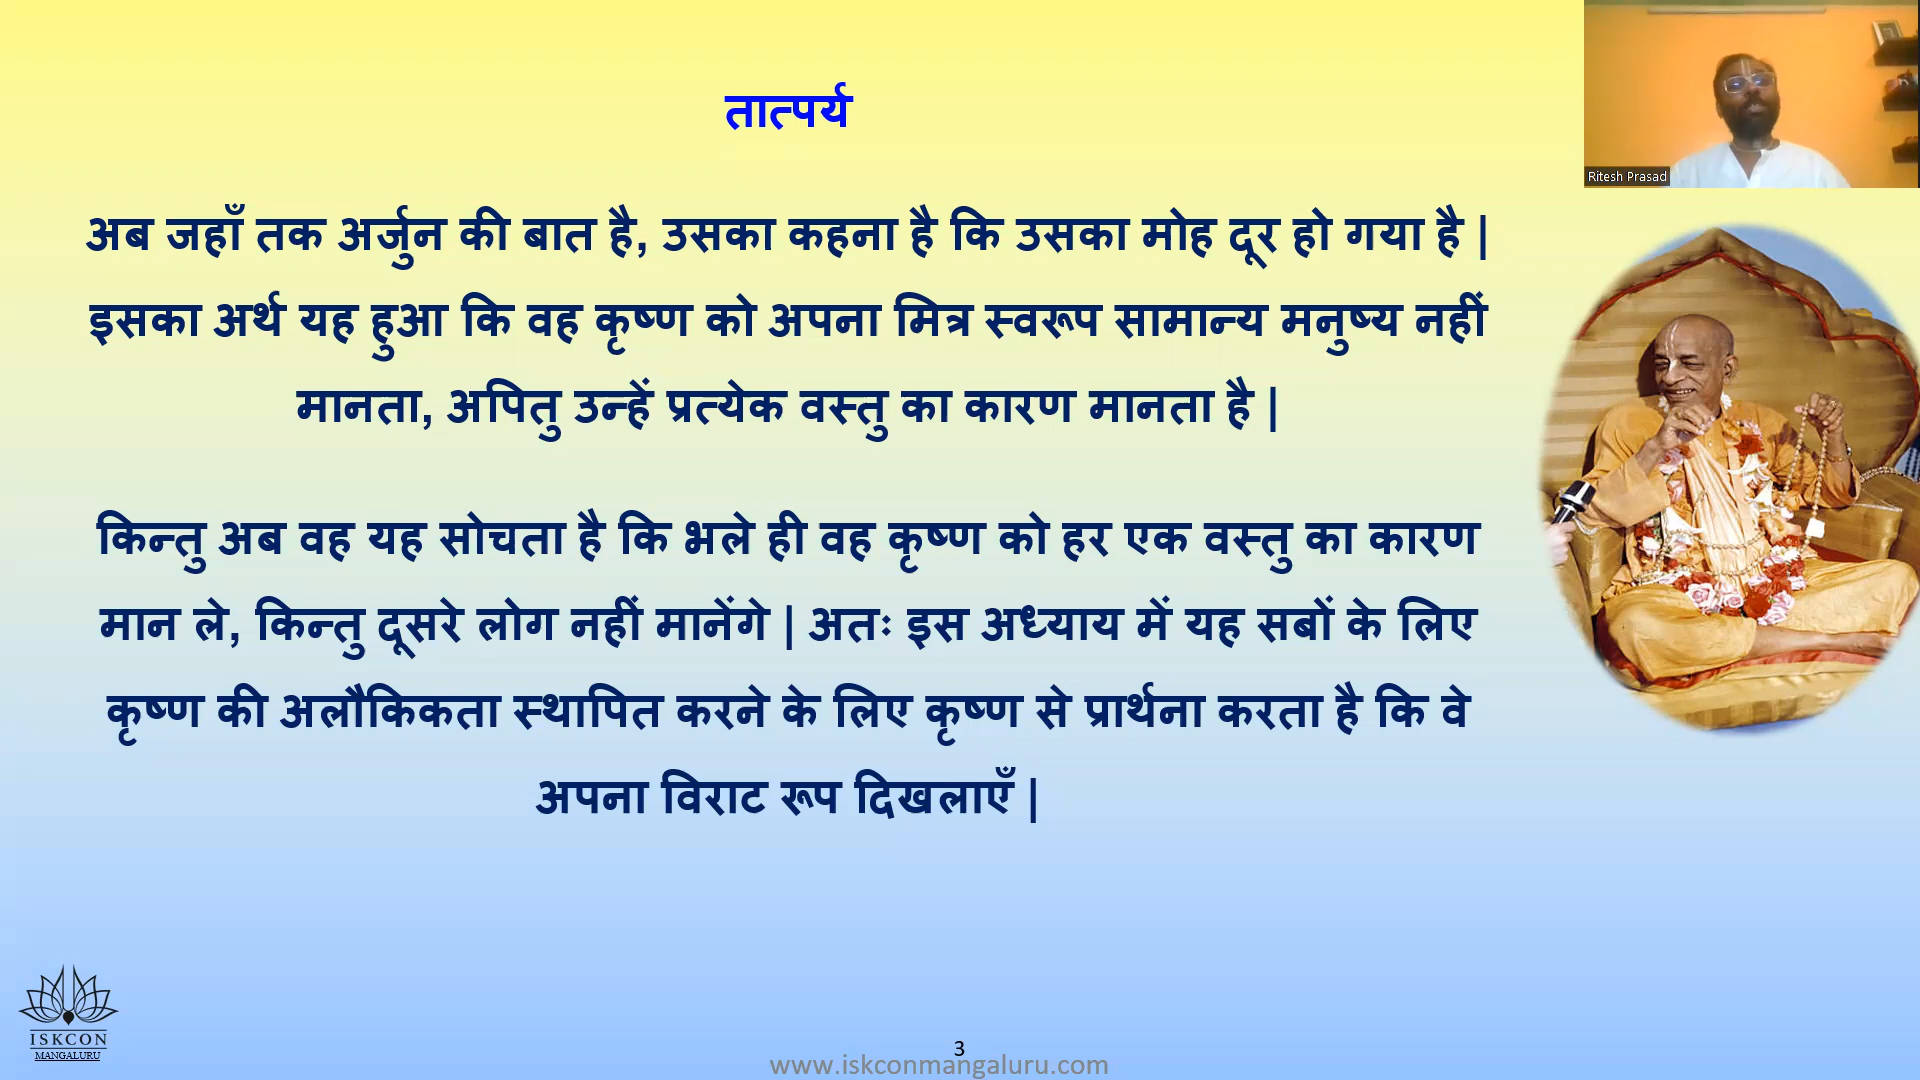 तात्पर्य
Ritesh Prasad
अब जहाँ तक अर्जुन की बात है, उसका कहना है कि उसका मोह दूर हो गया है |
इसका अर्थ यह हुआ कि वह कृष्ण को अपना मित्र स्वरूप सामान्य मनुष्य नहीं
मानता, अपितु उन्हें प्रत्येक वस्तु का कारण मानता है |
किन्तु अब वह यह सोचता है कि भले ही वह कृष्ण को हर एक वस्तु का कारण
मान ले, किन्तु दूसरे लोग नहीं मानेंगे | अतः इस अध्याय में यह सबों के लिए
कृष्ण की अलौकिकता स्थापित करने के लिए कृष्ण से प्रार्थना करता है कि वे
अपना विराट रूप दिखलाएँ |
ISKCON
MANGALURU
3
www.iskconmangaluru.com